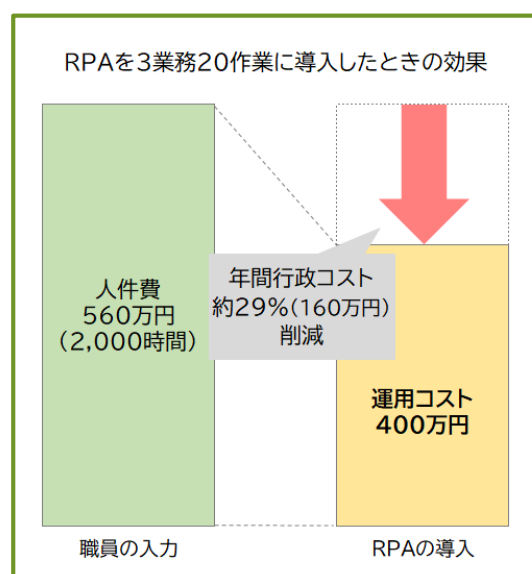 RPAを3業務20作業に導入したときの効果
人件費
560万円
（2,000時間）
年間行政コスト
約29%(160万円)
削減
運用コスト
400万円
職員の入力
RPAの導入